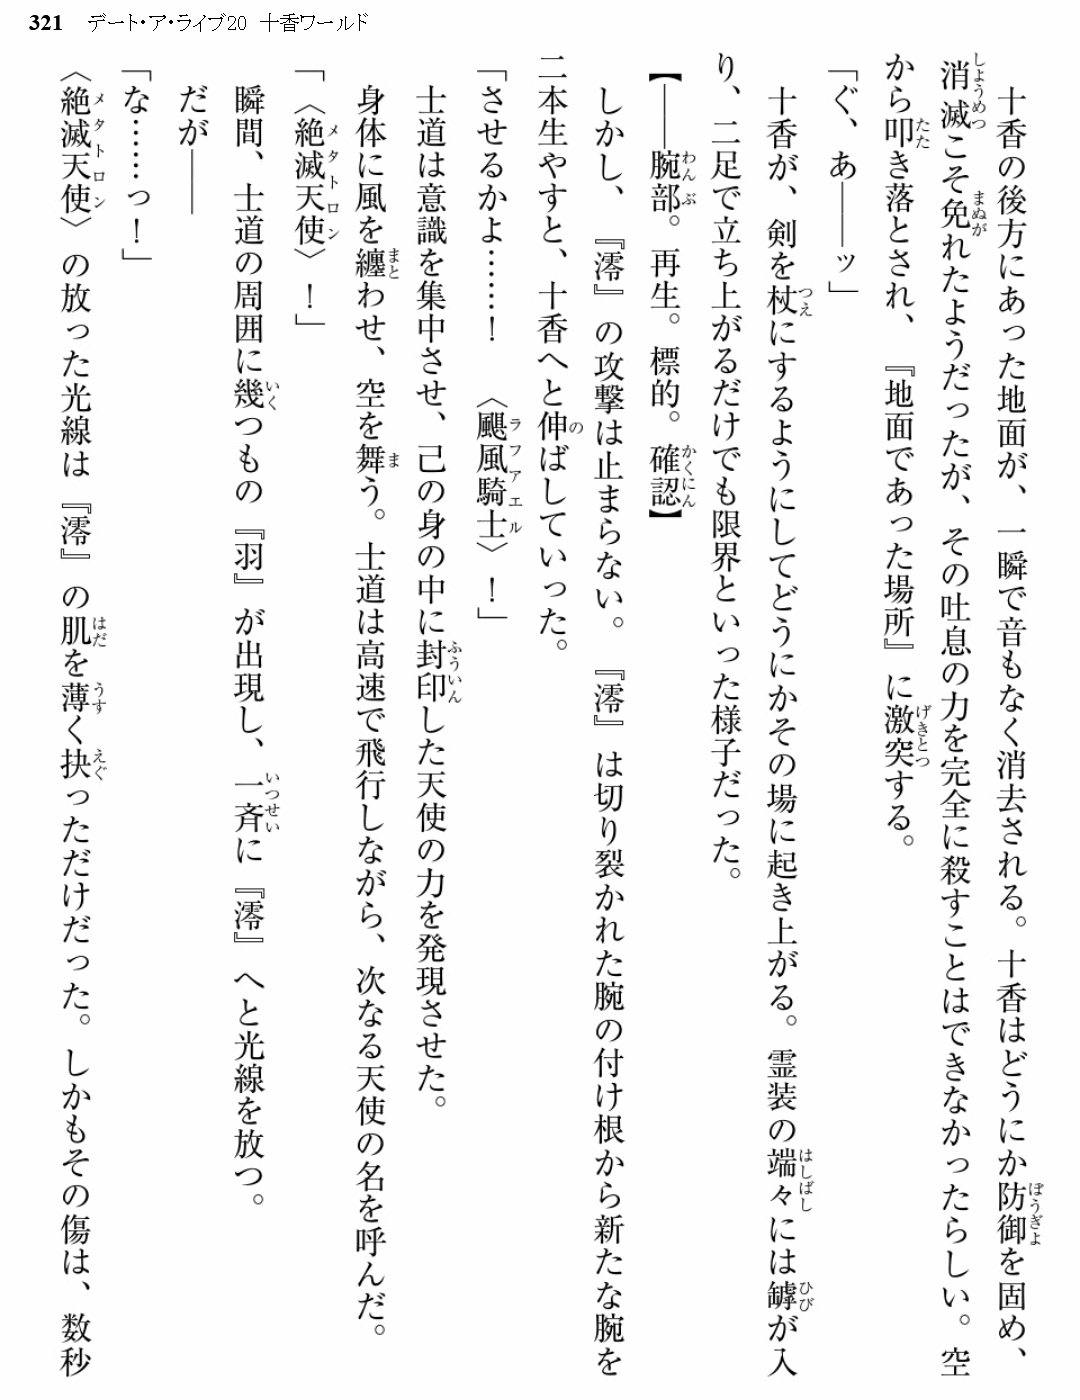 321 デート・ア・ライブ20 十香ワールド
十香の後方にあった地面が、一瞬で音もなく消去される。十香はどうにか防御を固め、
消滅こそ免れたようだったが、その吐息の力を完全に殺すことはできなかったらしい。空
から叩き落とされ、『地面であった場所』に激突する。
「ぐ、あ――ッ」
十香が、剣を杖にするようにしてどうにかその場に起き上がる。霊装の端々には罅が入
り、二足で立ち上がるだけでも限界といった様子だった。
【――腕部。再生。標的。確認】
しかし、『澪』の攻撃は止まらない。『澪』は切り裂かれた腕の付け根から新たな腕を
二本生やすと、十香へと伸ばしていった。
「させるかよ……！　〈颶風騎士〉！」
士道は意識を集中させ、己の身の中に封印した天使の力を発現させた。
身体に風を纏わせ、空を舞う。士道は高速で飛行しながら、次なる天使の名を呼んだ。
「〈絶滅天使〉！」
瞬間、士道の周囲に幾つもの『羽』が出現し、一斉に『澪』へと光線を放つ。
だが――
「な……っ！」
〈絶滅天使〉の放った光線は『澪』の肌を薄く抉っただけだった。しかもその傷は、数秒